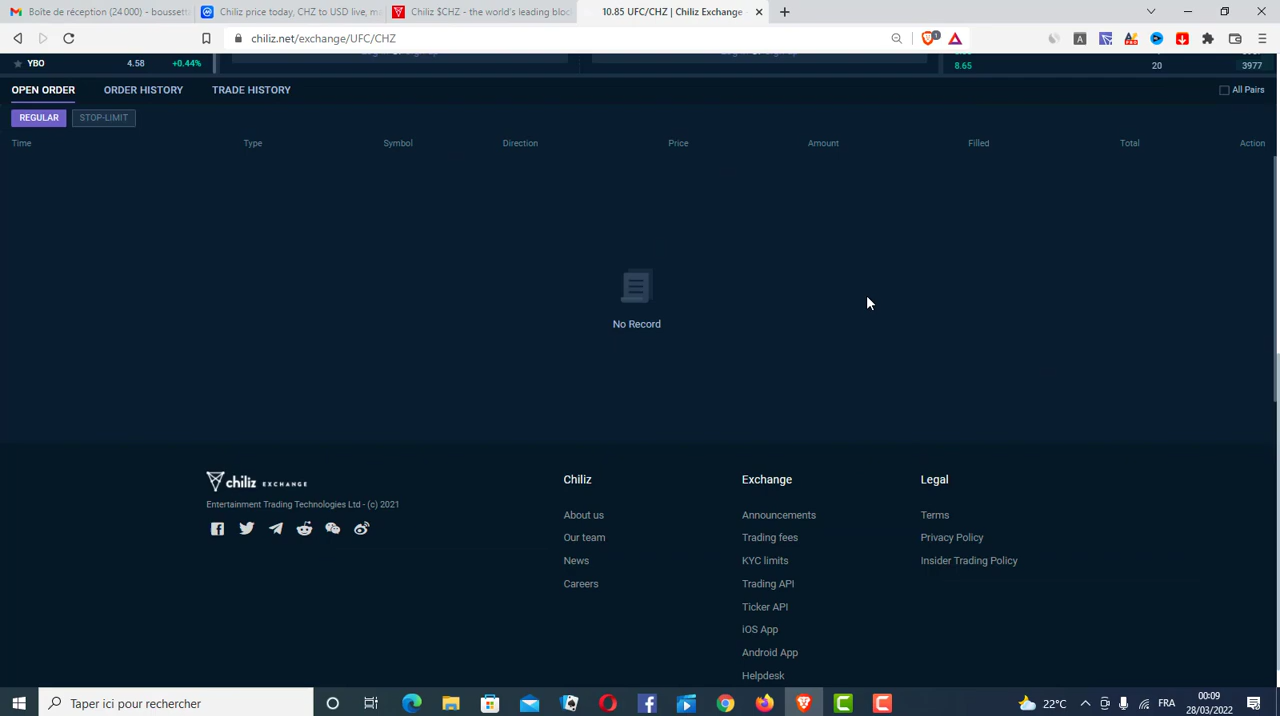 Boîte de réception (24 000) - bousset
Chiliz price today, CHZ to USD live, m
Chiliz $CHZ - the world's leading bloc
10.85 UFC/CHZ | Chiliz Exchange
chiliz.net/exchange/UFC/CHZ
1
YBO 4.58 +0.44%
20
8.65 3977
OPEN ORDER ORDER HISTORY TRADE HISTORY All Pairs
REGULAR STOP-LIMIT
Time Type Symbol Direction Price Amount Filled Total Action
No Record
chiliz EXCHANGE
Entertainment Trading Technologies Ltd - (c) 2021
Chiliz
About us
Our team
News
Careers
Exchange
Announcements
Trading fees
KYC limits
Trading API
Ticker API
iOS App
Android App
Helpdesk
Legal
Terms
Privacy Policy
Insider Trading Policy
Taper ici pour rechercher
22°C
FRA
00:09
28/03/2022